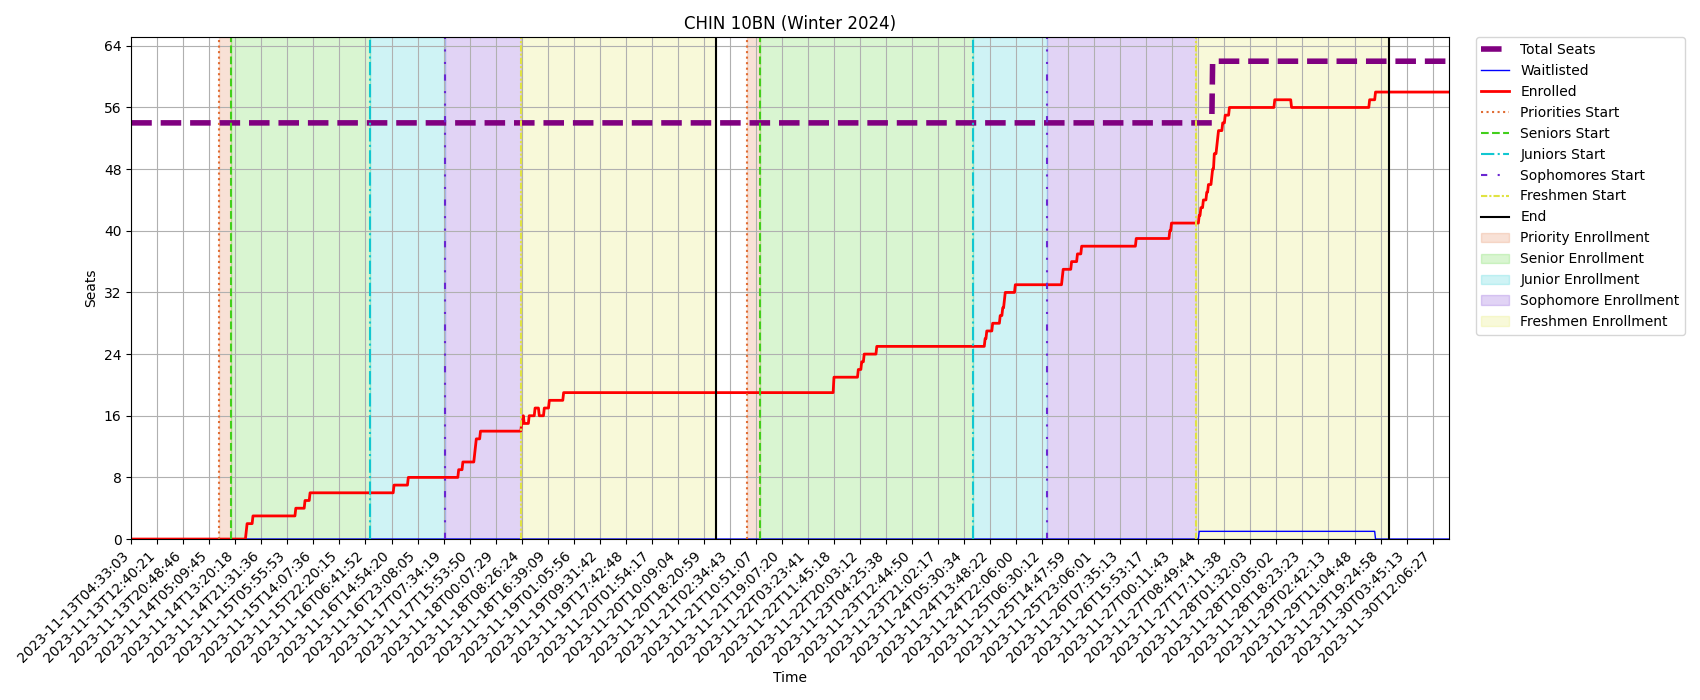 CHIN 10BN (Winter 2024)
Seats
64
56
48
40
32
24
16
8
0
2023-11-13T04:33:03
2023-11-13T12:40:21
2023-11-13T20:48:46
2023-11-14T05:09:45
2023-11-14T13:20:18
2023-11-14T21:31:36
2023-11-15T05:55:53
2023-11-15T14:07:36
2023-11-15T22:20:15
2023-11-16T06:41:52
2023-11-16T14:54:20
2023-11-16T23:08:05
2023-11-17T07:34:19
2023-11-17T15:53:50
2023-11-18T00:07:29
2023-11-18T08:26:24
2023-11-18T16:39:09
2023-11-19T01:05:56
2023-11-19T09:31:42
2023-11-19T17:42:48
2023-11-20T01:54:17
2023-11-20T10:09:04
2023-11-20T18:20:59
2023-11-21T02:34:43
2023-11-21T10:51:07
2023-11-21T19:07:20
2023-11-22T03:23:41
2023-11-22T11:45:18
2023-11-22T20:03:12
2023-11-23T04:25:38
2023-11-23T12:44:50
2023-11-23T21:02:17
2023-11-24T05:30:34
2023-11-24T13:48:22
2023-11-24T22:06:00
2023-11-25T06:30:12
2023-11-25T14:47:59
2023-11-25T23:06:01
2023-11-26T07:35:13
2023-11-26T15:53:17
2023-11-27T00:11:43
2023-11-27T08:49:44
2023-11-27T17:11:38
2023-11-28T01:32:03
2023-11-28T10:05:02
2023-11-28T18:23:23
2023-11-29T02:42:13
2023-11-29T11:04:48
2023-11-29T19:24:58
2023-11-30T03:45:13
2023-11-30T12:06:27
Time
Total Seats
Waitlisted
Enrolled
Priorities Start
Seniors Start
Juniors Start
Sophomores Start
Freshmen Start
End
Priority Enrollment
Senior Enrollment
Junior Enrollment
Sophomore Enrollment
Freshmen Enrollment